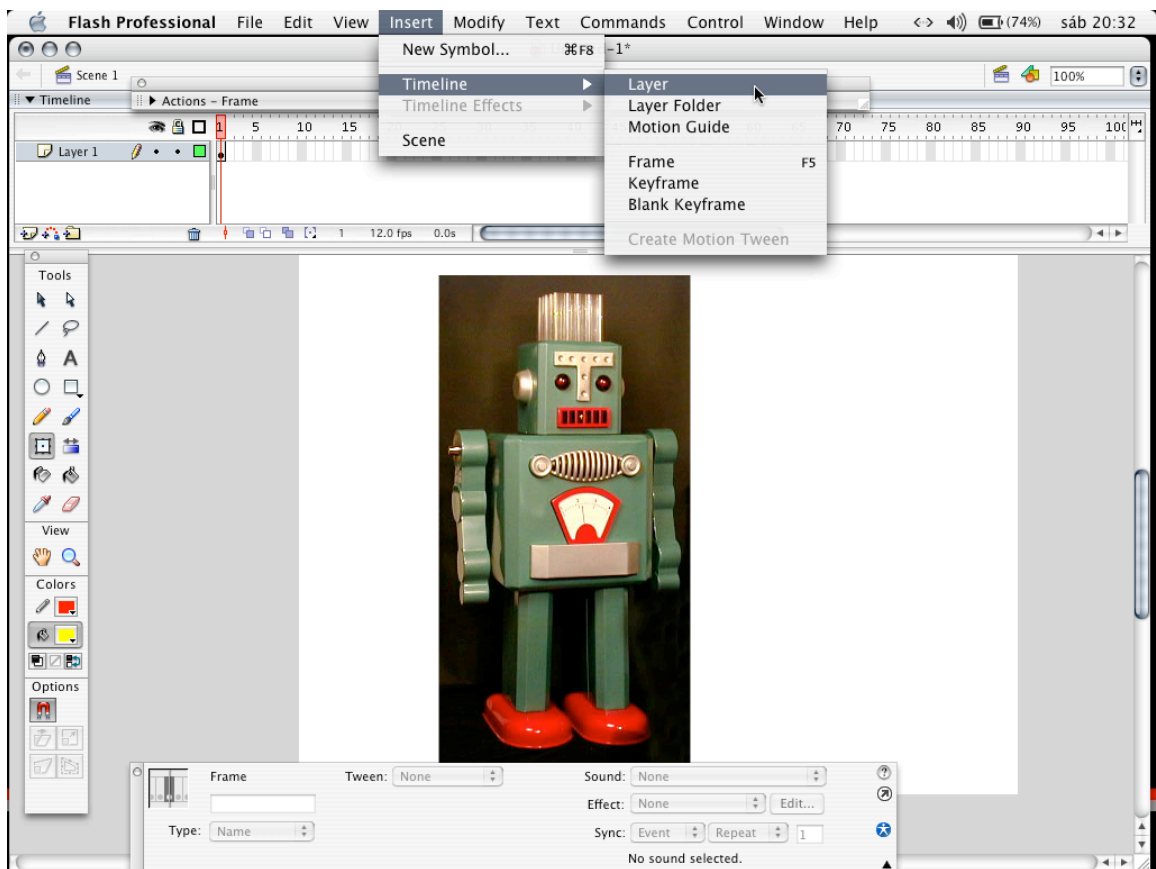 Flash Professional File Edit View Insert Modify Text Commands Control Window Help (74%) sáb 20:32
New Symbol... ⌘F8 -1*
Scene 1 100%
Timeline Layer
Timeline Actions - Frame
Timeline Effects Layer Folder
Motion Guide
1 5 10 15 70 75 80 85 90 95 100
Scene
Layer 1
Frame F5
Keyframe
Blank Keyframe
1 12.0 fps 0.0s
Create Motion Tween
Tools
A
View
Colors
Options
Frame Tween: None Sound: None
Effect: None Edit...
Type: Name Sync: Event Repeat 1
No sound selected.